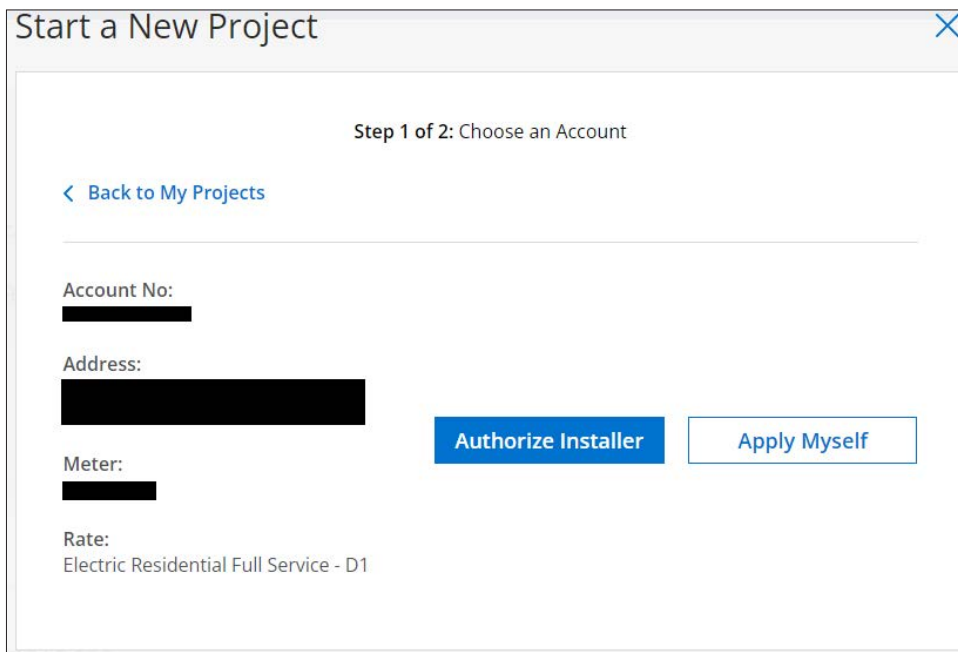 Start a New Project
Step 1 of 2: Choose an Account
Back to My Projects
Account No:
Address:
Authorize Installer
Apply Myself
Meter:
Rate:
Electric Residential Full Service - D1